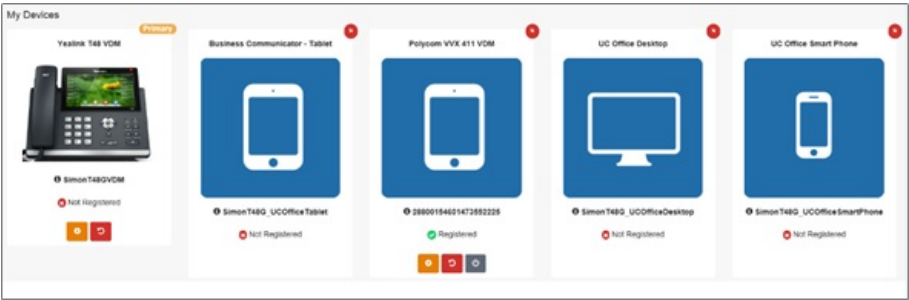 My Devices
Primary
Yealink T48 VDM
SimonT48GVDM
Not Registered
Business Communicator - Tablet
SimonT48G_UCOfficeTablet
Not Registered
Polycom VVX 411 VDM
28800154601473552225
Registered
UC Office Desktop
SimonT48G_UCOfficeDesktop
Not Registered
UC Office Smart Phone
SimonT48G_UCOfficeSmartPhone
Not Registered